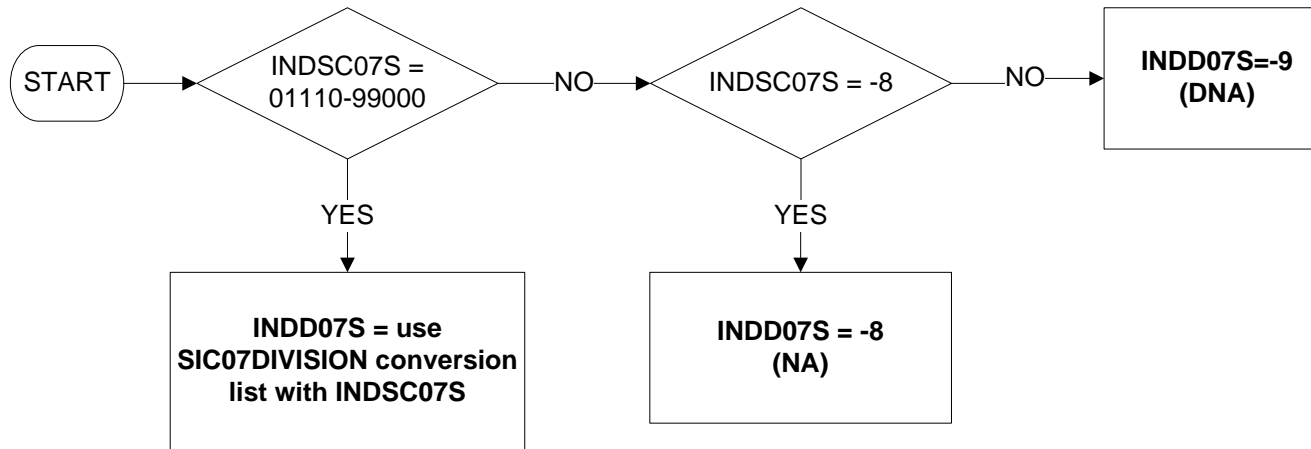 START
INDSC07S =
01110-99000
NO
INDSC07S = -8
NO
INDD07S=-9
(DNA)
YES
YES
INDD07S = use
SIC07DIVISION conversion
list with INDSC07S
INDD07S = -8
(NA)